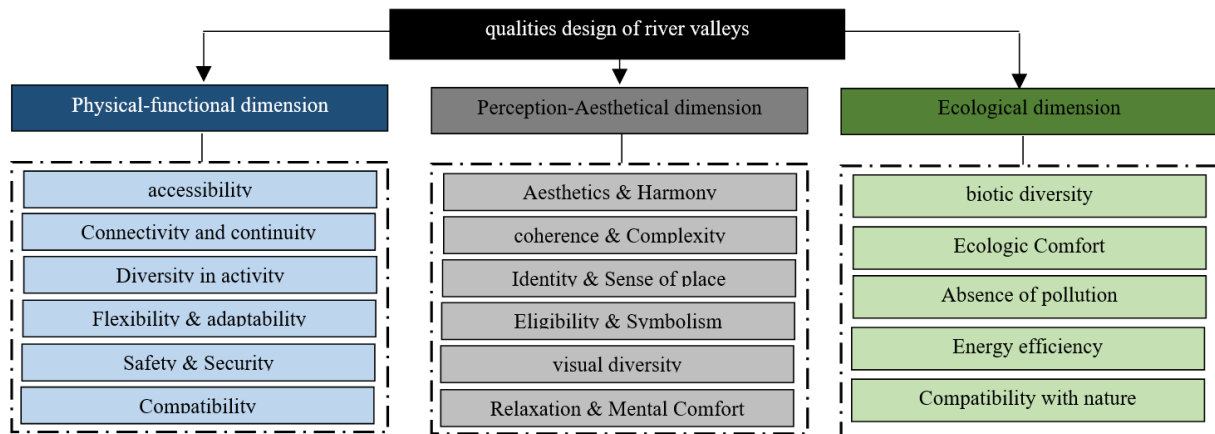 qualities design of river valleys
Physical-functional dimension
Perception-Aesthetical dimension
Ecological dimension
accessibility
Connectivity and continuity
Diversity in activity
Flexibility & adaptability
Safety & Security
Compatibility
Aesthetics & Harmony
coherence & Complexity
Identity & Sense of place
Eligibility & Symbolism
visual diversity
Relaxation & Mental Comfort
biotic diversity
Ecologic Comfort
Absence of pollution
Energy efficiency
Compatibility with nature